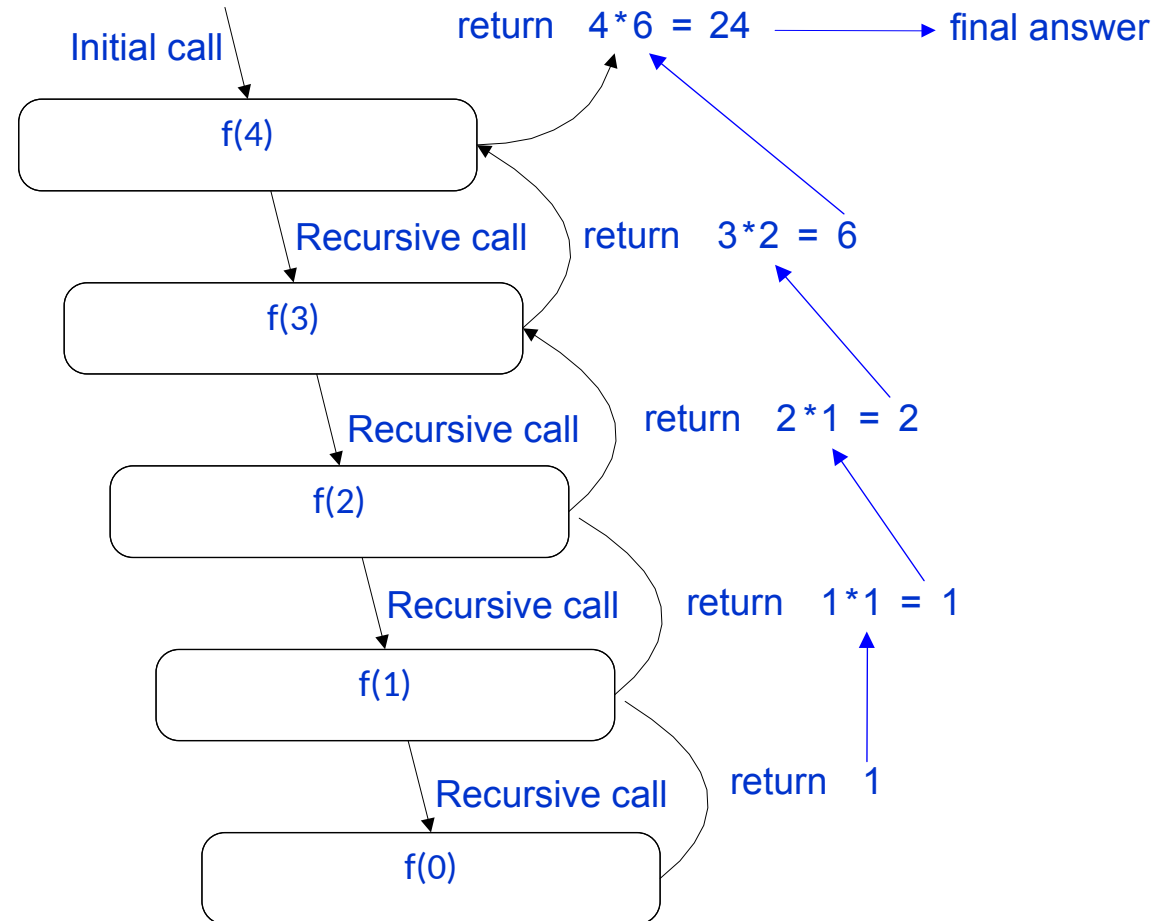 return 4*6 = 24
final answer
Initial call
f(4)
Recursive call
return 3*2 = 6
f(3)
Recursive call
return 2*1 = 2
f(2)
Recursive call
return 1*1 = 1
f(1)
Recursive call
return 1
f(0)